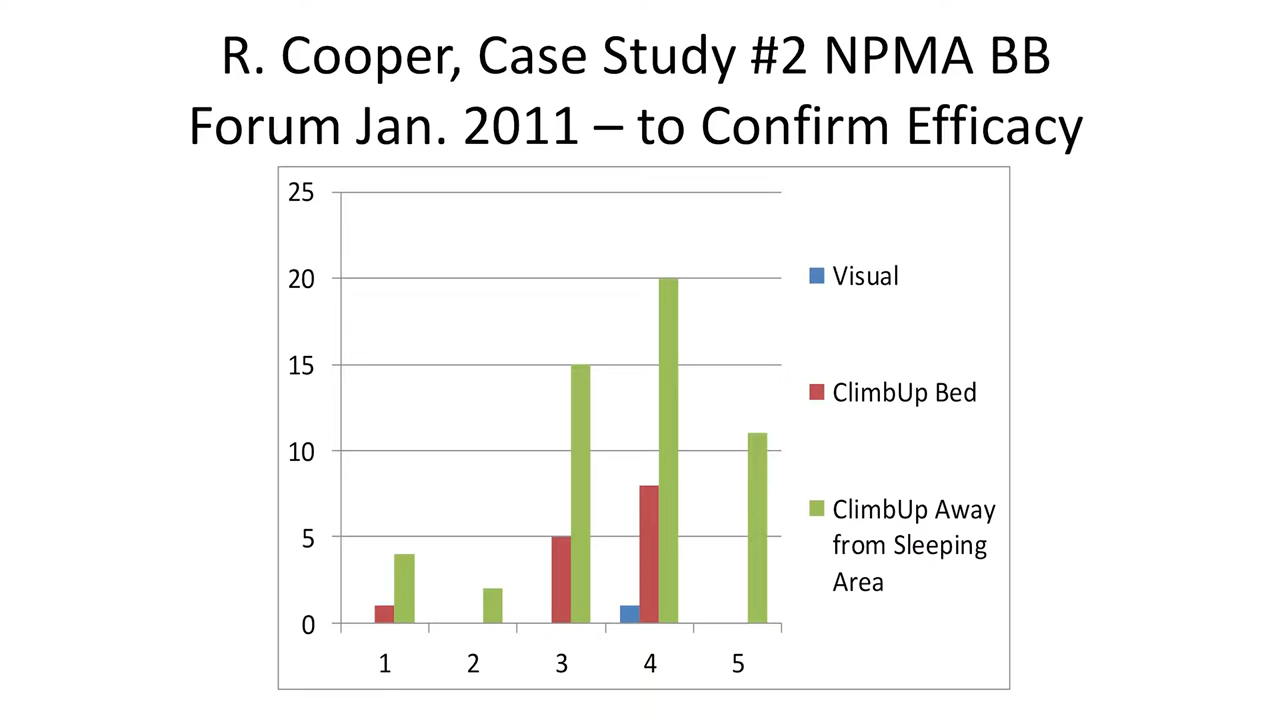 R. Cooper, Case Study #2 NPMA BB
Forum Jan. 2011 – to Confirm Efficacy
25
20
15
10
5
0
1 2 3 4 5
Visual
ClimbUp Bed
ClimbUp Away
from Sleeping
Area